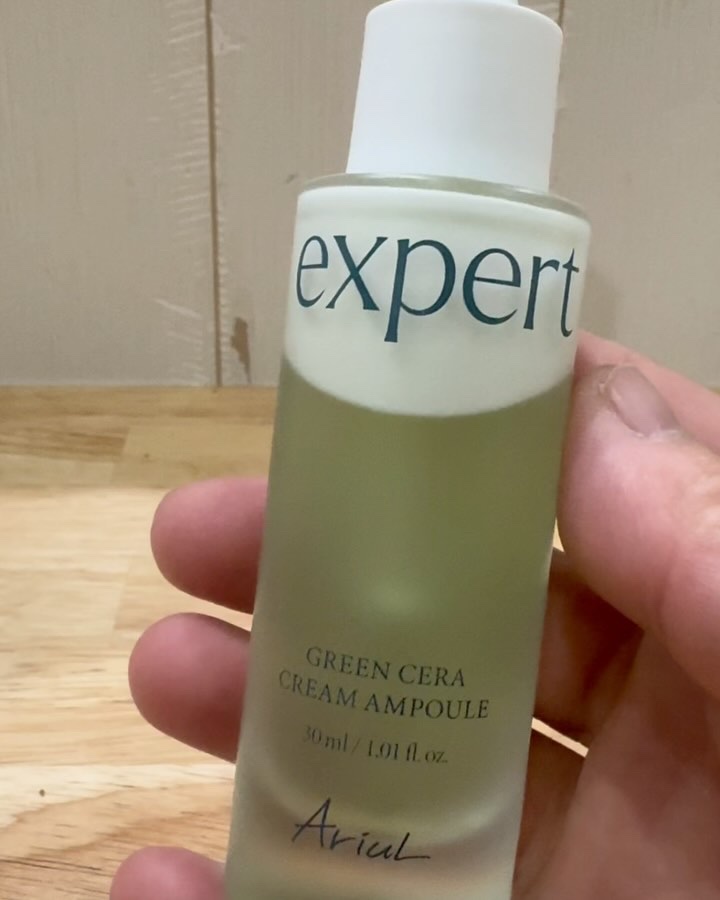 expert
GREEN CERA
CREAM AMPOULE
30ml / 1.01 fl. oz.
Ariul